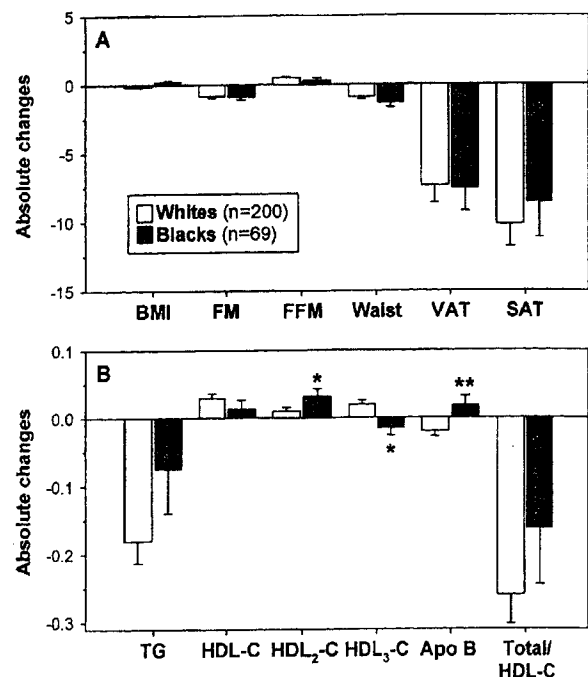 A
5
0
-5
-10
-15
Absolute changes
Whites (n=200)
Blacks (n=69)
BMI FM FFM Waist VAT SAT
B
0.1
0.0
-0.1
-0.2
-0.3
Absolute changes
* ** *
TG HDL-C HDL₂-C HDL₃-C Apo B Total/
HDL-C